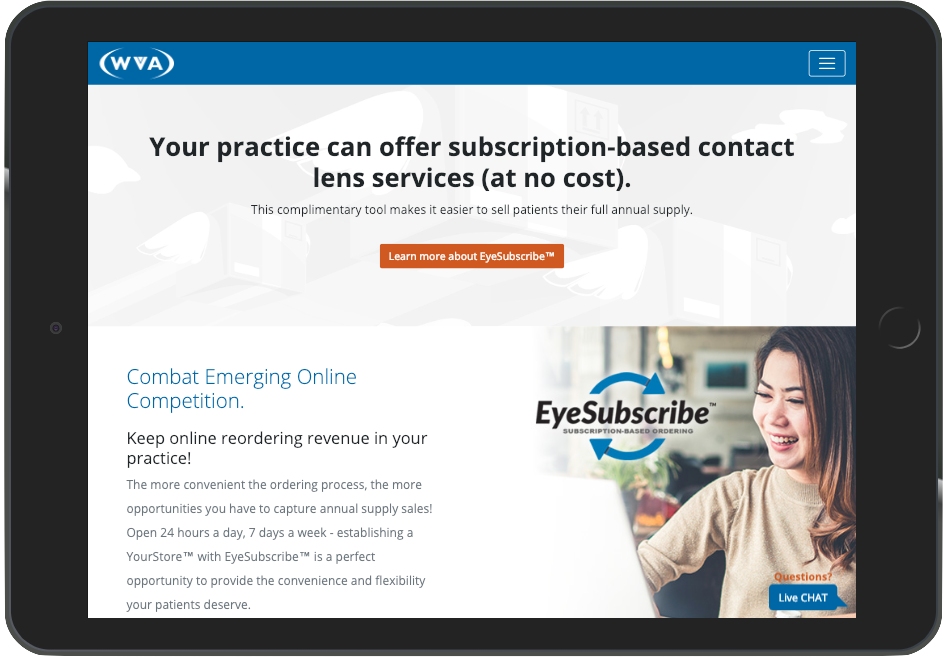 WVA
Your practice can offer subscription-based contact
lens services (at no cost).
This complimentary tool makes it easier to sell patients their full annual supply.
Learn more about EyeSubscribe™
Combat Emerging Online
Competition.
Keep online reordering revenue in your
practice!
The more convenient the ordering process, the more
opportunities you have to capture annual supply sales!
Open 24 hours a day, 7 days a week - establishing a
YourStore™ with EyeSubscribe™ is a perfect
opportunity to provide the convenience and flexibility
your patients deserve.
EyeSubscribe™
SUBSCRIPTION-BASED ORDERING
Questions?
Live CHAT